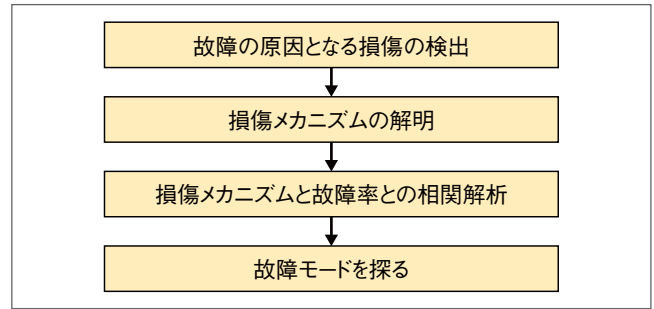 故障の原因となる損傷の検出
損傷メカニズムの解明
損傷メカニズムと故障率との相関解析
故障モードを探る